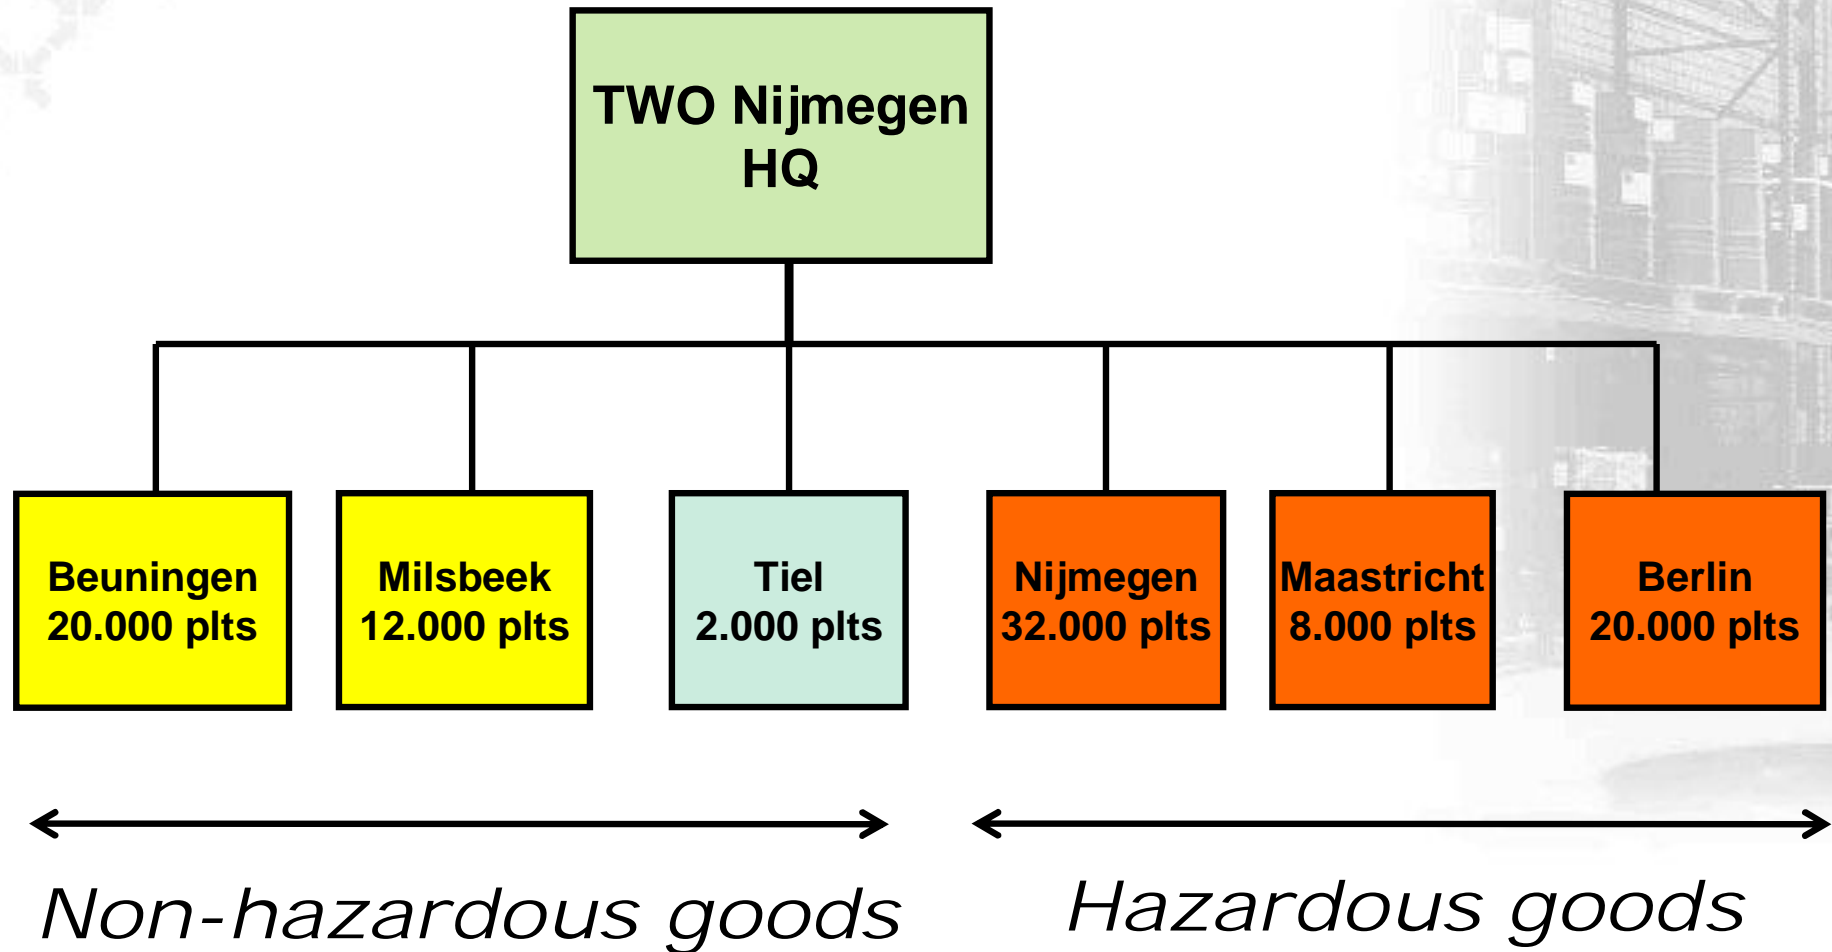 TWO Nijmegen
HQ
Beuningen
20.000 plts
Milsbeek
12.000 plts
Tiel
2.000 plts
Nijmegen
32.000 plts
Maastricht
8.000 plts
Berlin
20.000 plts
Non-hazardous goods
Hazardous goods